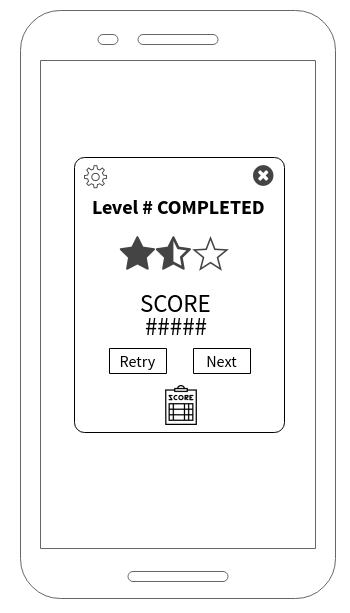 Level # COMPLETED
SCORE
#####
Retry
Next
SCORE